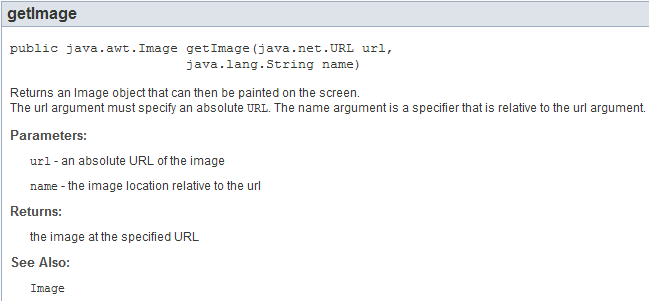 getImage
public java.awt.Image getImage(java.net.URL url,
java.lang.String name)
Returns an Image object that can then be painted on the screen.
The url argument must specify an absolute URL. The name argument is a specifier that is relative to the url argument.
Parameters:
url - an absolute URL of the image
name - the image location relative to the url
Returns:
the image at the specified URL
See Also:
Image